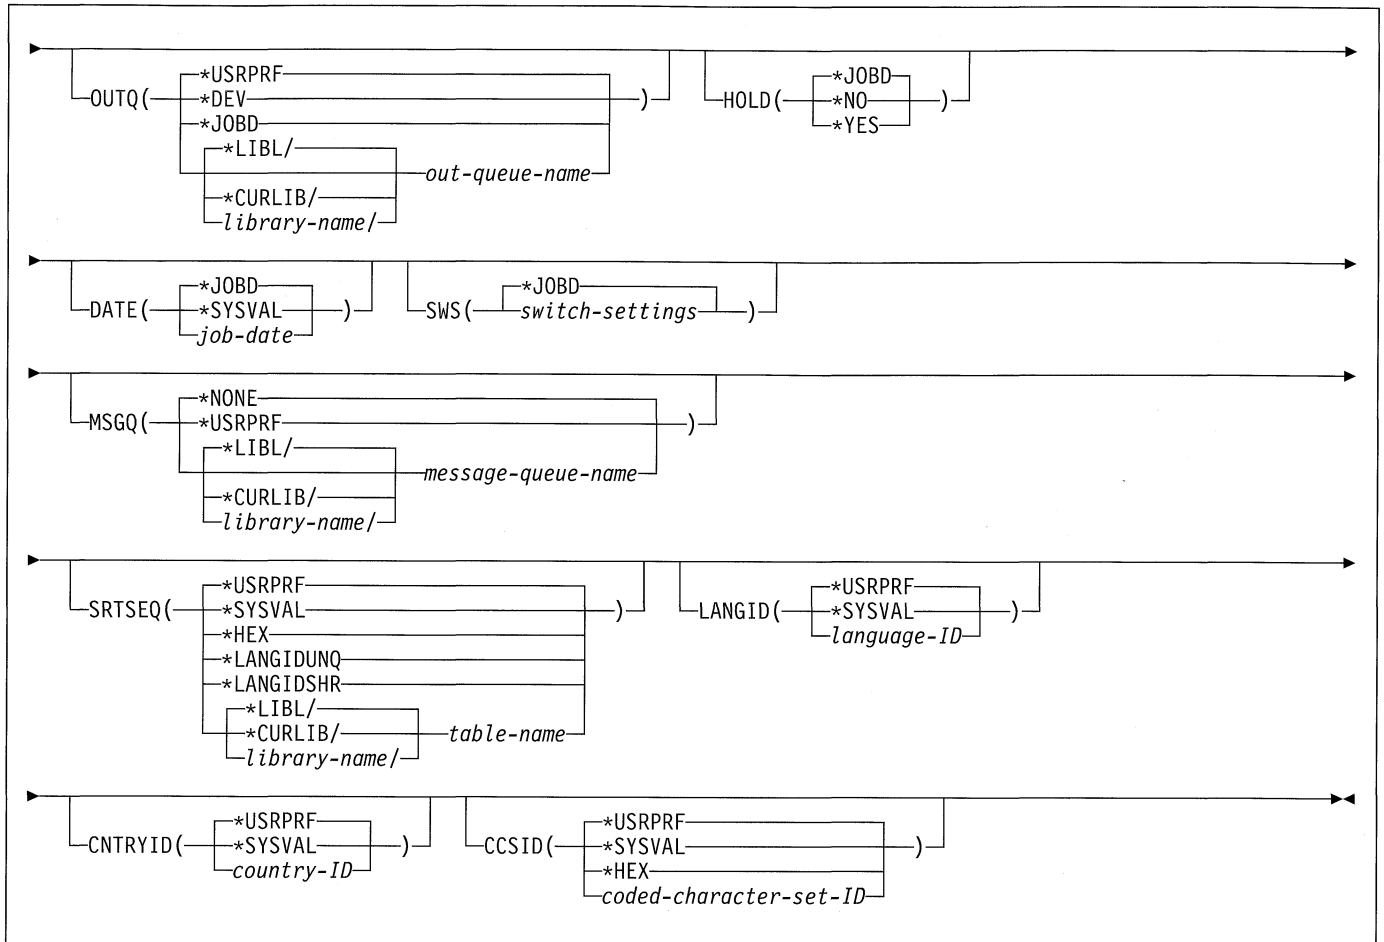 *USRPRF
OUTQ( *DEV )
*JOBD
*LIBL/
out-queue-name
*CURLIB/
library-name/
*JOBD
HOLD( *NO )
*YES
*JOBD
DATE( *SYSVAL )
job-date
*JOBD
SWS( switch-settings )
*NONE
MSGQ( *USRPRF )
*LIBL/
message-queue-name
*CURLIB/
library-name/
*USRPRF
SRTSEQ( *SYSVAL )
*HEX
*LANGIDUNQ
*LANGIDSHR
*LIBL/
*CURLIB/ table-name
library-name/
*USRPRF
LANGID( *SYSVAL )
language-ID
*USRPRF
CNTRYID( *SYSVAL )
country-ID
*USRPRF
CCSID( *SYSVAL )
*HEX
coded-character-set-ID